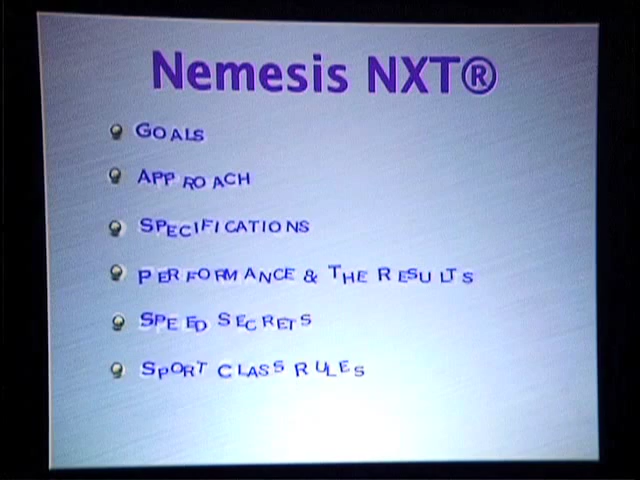 Nemesis NXT®
GOALS
APPROACH
SPECIFICATIONS
PERFORMANCE & THE RESULTS
SPEED SECRETS
SPORT CLASS RULES